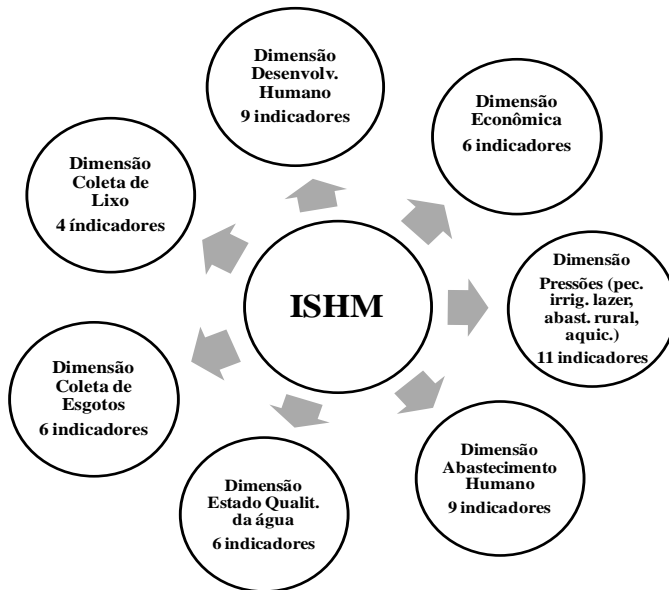 Dimensão
Desenvolv.
Humano
9 indicadores
Dimensão
Econômica
6 indicadores
Dimensão
Pressões (pec.
irrig. lazer,
abast. rural,
aquic.)
11 indicadores
Dimensão
Abastecimento
Humano
9 indicadores
Dimensão
Estado Qualit.
da água
6 indicadores
Dimensão
Coleta de
Esgotos
6 indicadores
Dimensão
Coleta de
Lixo
4 índicadores
ISHM